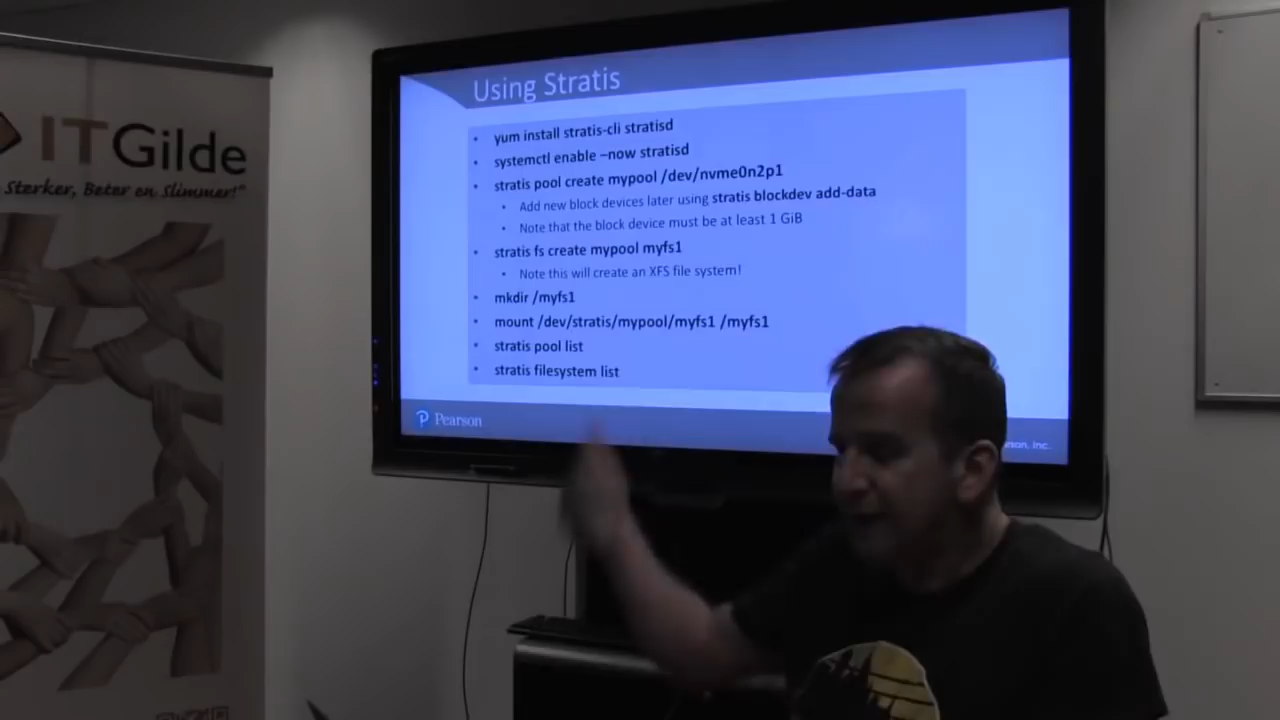 ITGilde
Sterker, Beter en Slimmer!"
Using Stratis
• yum install stratis-cli stratisd
• systemctl enable –now stratisd
• stratis pool create mypool /dev/nvme0n2p1
• Add new block devices later using stratis blockdev add-data
• Note that the block device must be at least 1 GiB
• stratis fs create mypool myfs1
• Note this will create an XFS file system!
• mkdir /myfs1
• mount /dev/stratis/mypool/myfs1 /myfs1
• stratis pool list
• stratis filesystem list
Pearson
Inc.